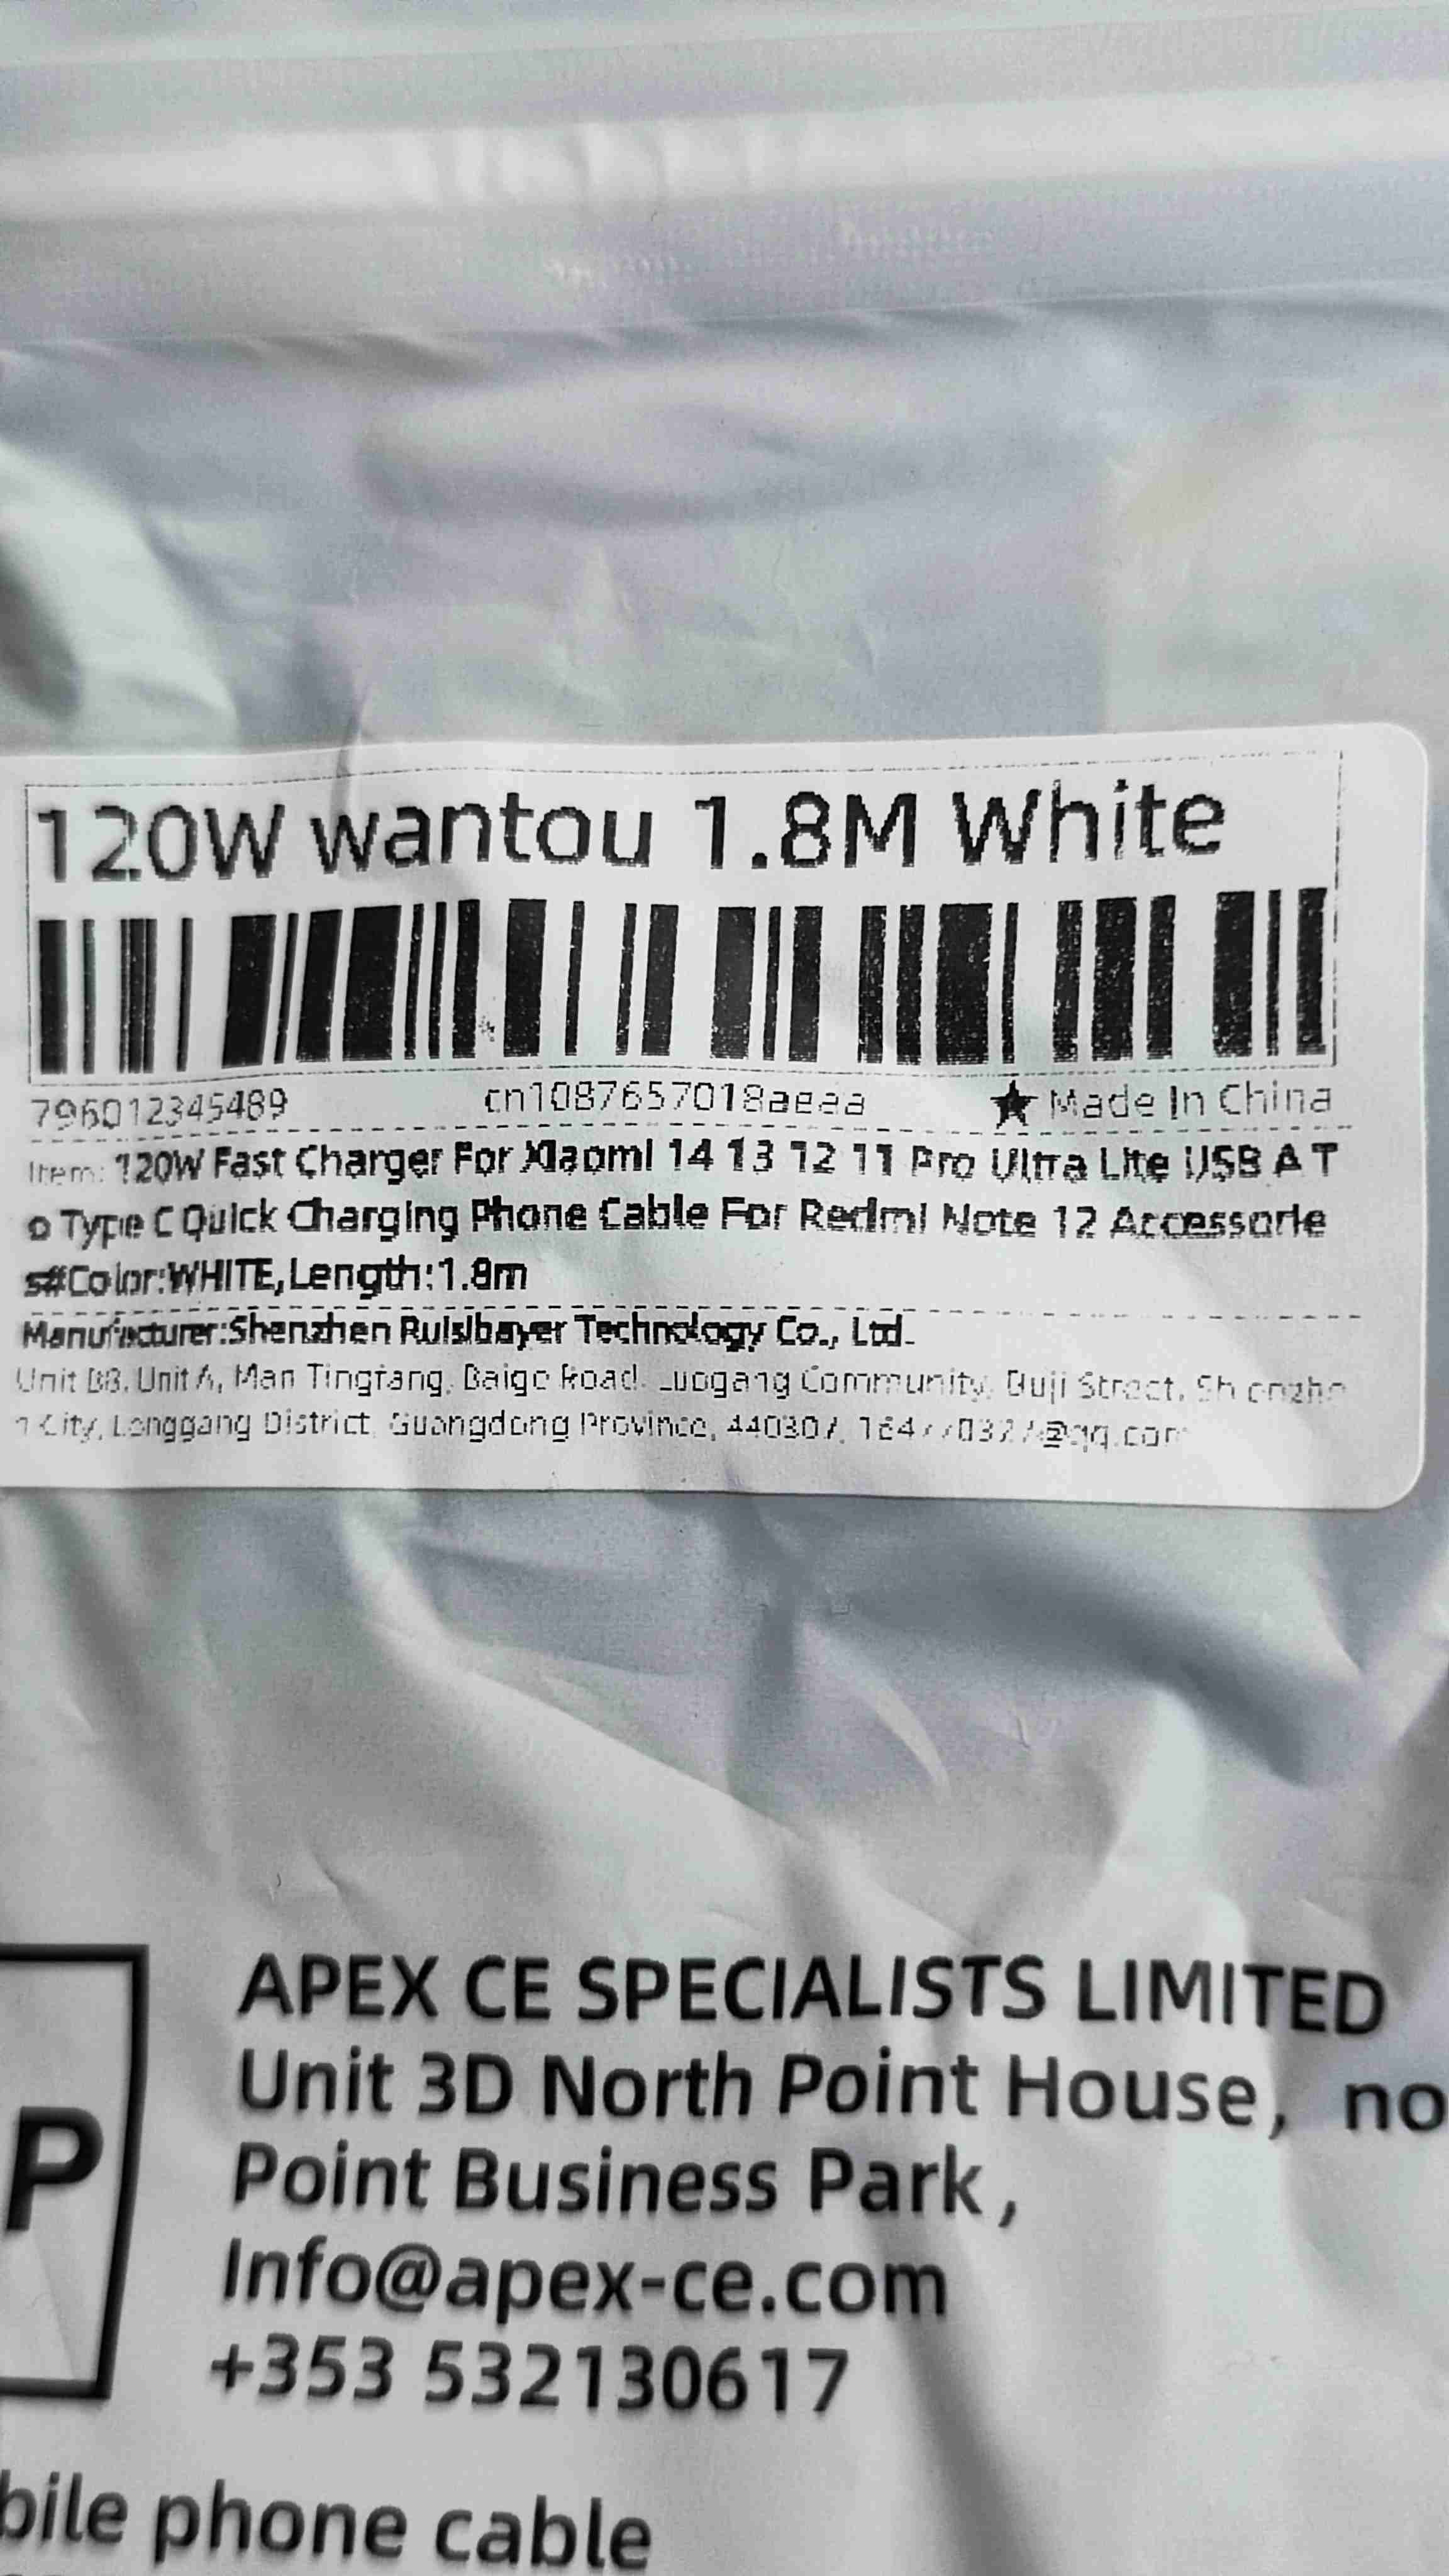 120W wantou 1.8M White
796012345489 cn1087657018aeaa ★ Made In China
Item: 120W Fast Charger For Xiaomi 14 13 12 11 Pro Ultra Lite USB A T
o Type C Quick Charging Phone Cable For Redmi Note 12 Accessorie
s#Color:WHITE,Length:1.8m
Manufacturer:Shenzhen Ruisibayer Technology Co., Ltd.
Unit B8, Unit A, Man Tingfang, Baige Road, Luogang Community, Buji Street, Shenzhe
n City, Longgang District, Guangdong Province, 440307,
APEX CE SPECIALISTS LIMITED
Unit 3D North Point House, no
P
Point Business Park,
Info@apex-ce.com
+353 532130617
bile phone cable